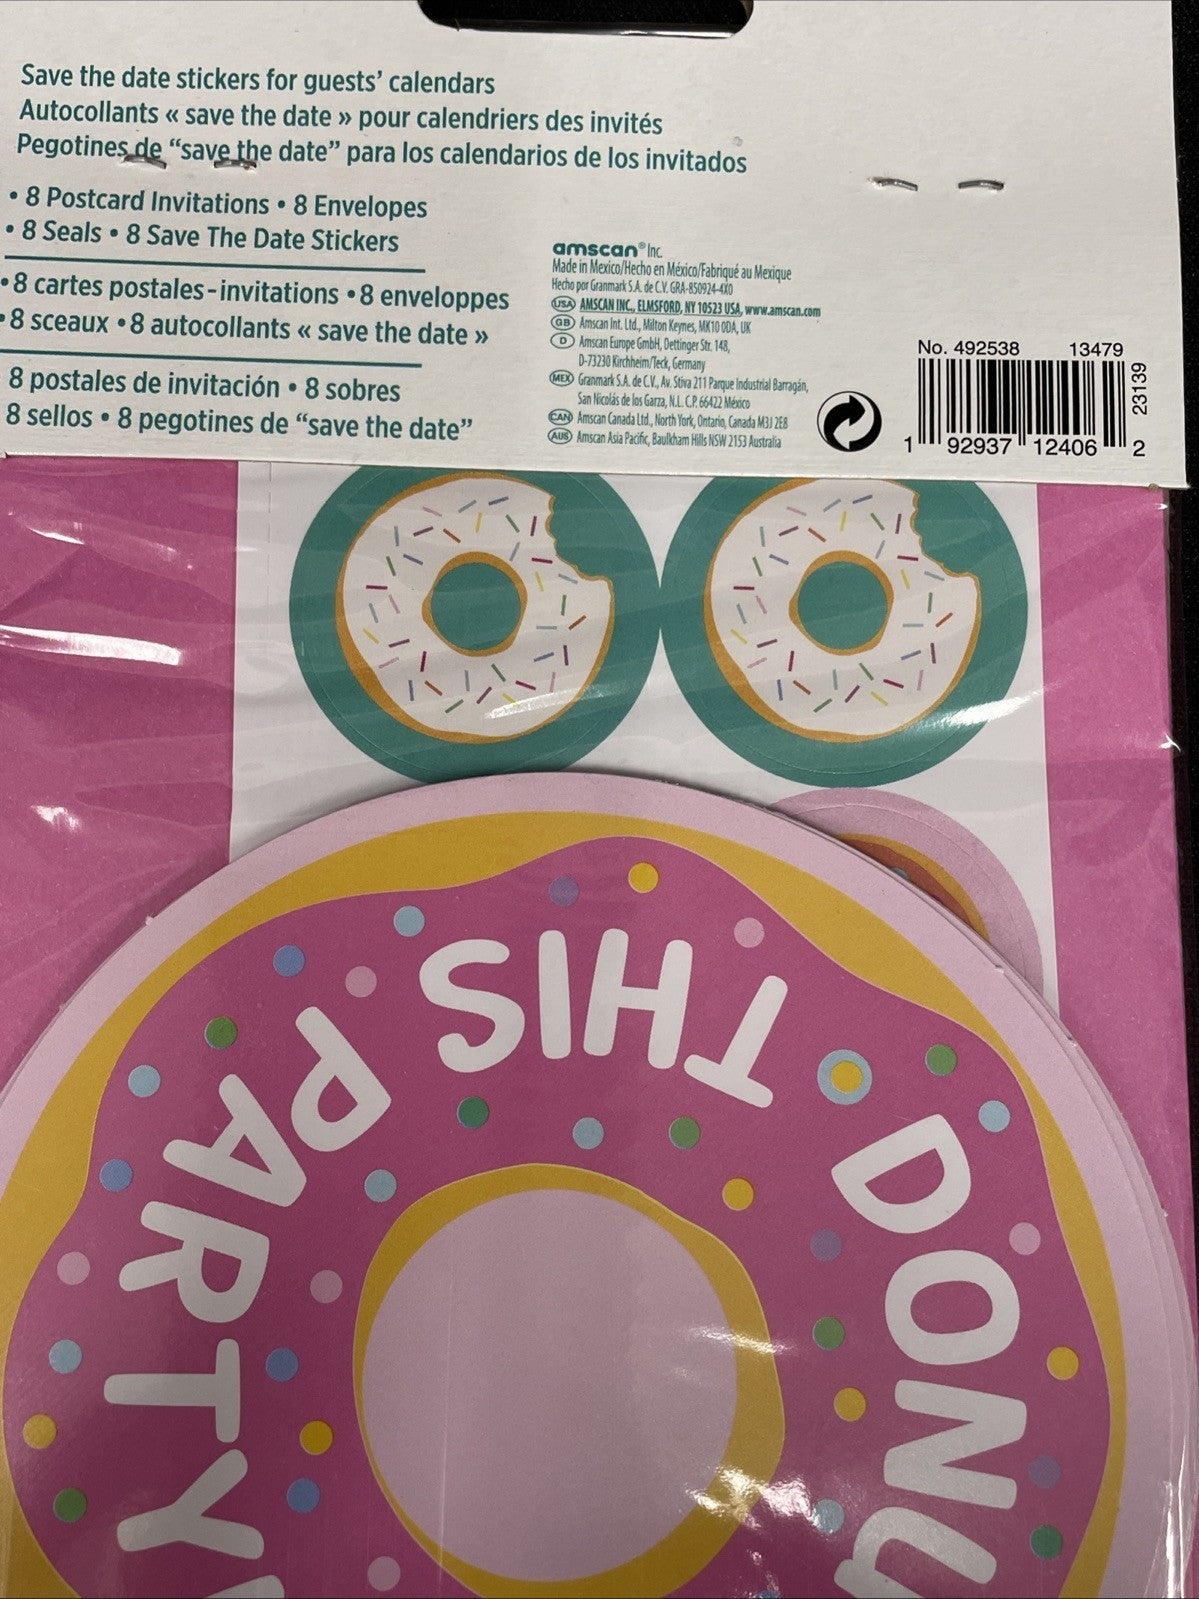 Save the date stickers for guests' calendars
Autocollants « save the date » pour calendriers des invités
Pegotines de “save the date” para los calendarios de los invitados
• 8 Postcard Invitations • 8 Envelopes
• 8 Seals • 8 Save The Date Stickers
• 8 cartes postales-invitations • 8 enveloppes
• 8 sceaux • 8 autocollants « save the date »
8 postales de invitación • 8 sobres
8 sellos • 8 pegotines de “save the date”
amscan® Inc.
Made in Mexico/Hecho en México/Fabriqué au Mexique
Hecho por Granmark S.A. de C.V. GRA-850924-4X0
USA AMSCAN INC., ELMSFORD, NY 10523 USA, www.amscan.com
GB Amscan Int. Ltd., Milton Keynes, MK10 0DA, UK
D Amscan Europe GmbH, Dettinger Str. 148,
D-73230 Kirchheim/Teck, Germany
MEX Granmark S.A. de C.V., Av. Stiva 211 Parque Industrial Barragán,
San Nicolás de los Garza, N.L. C.P. 66422 México
CAN Amscan Canada Ltd., North York, Ontario, Canada M3J 2E8
AUS Amscan Asia Pacific, Baulkham Hills NSW 2153 Australia
No. 492538 13479
23139
1 92937 12406 2
DONU
THIS
PARTY